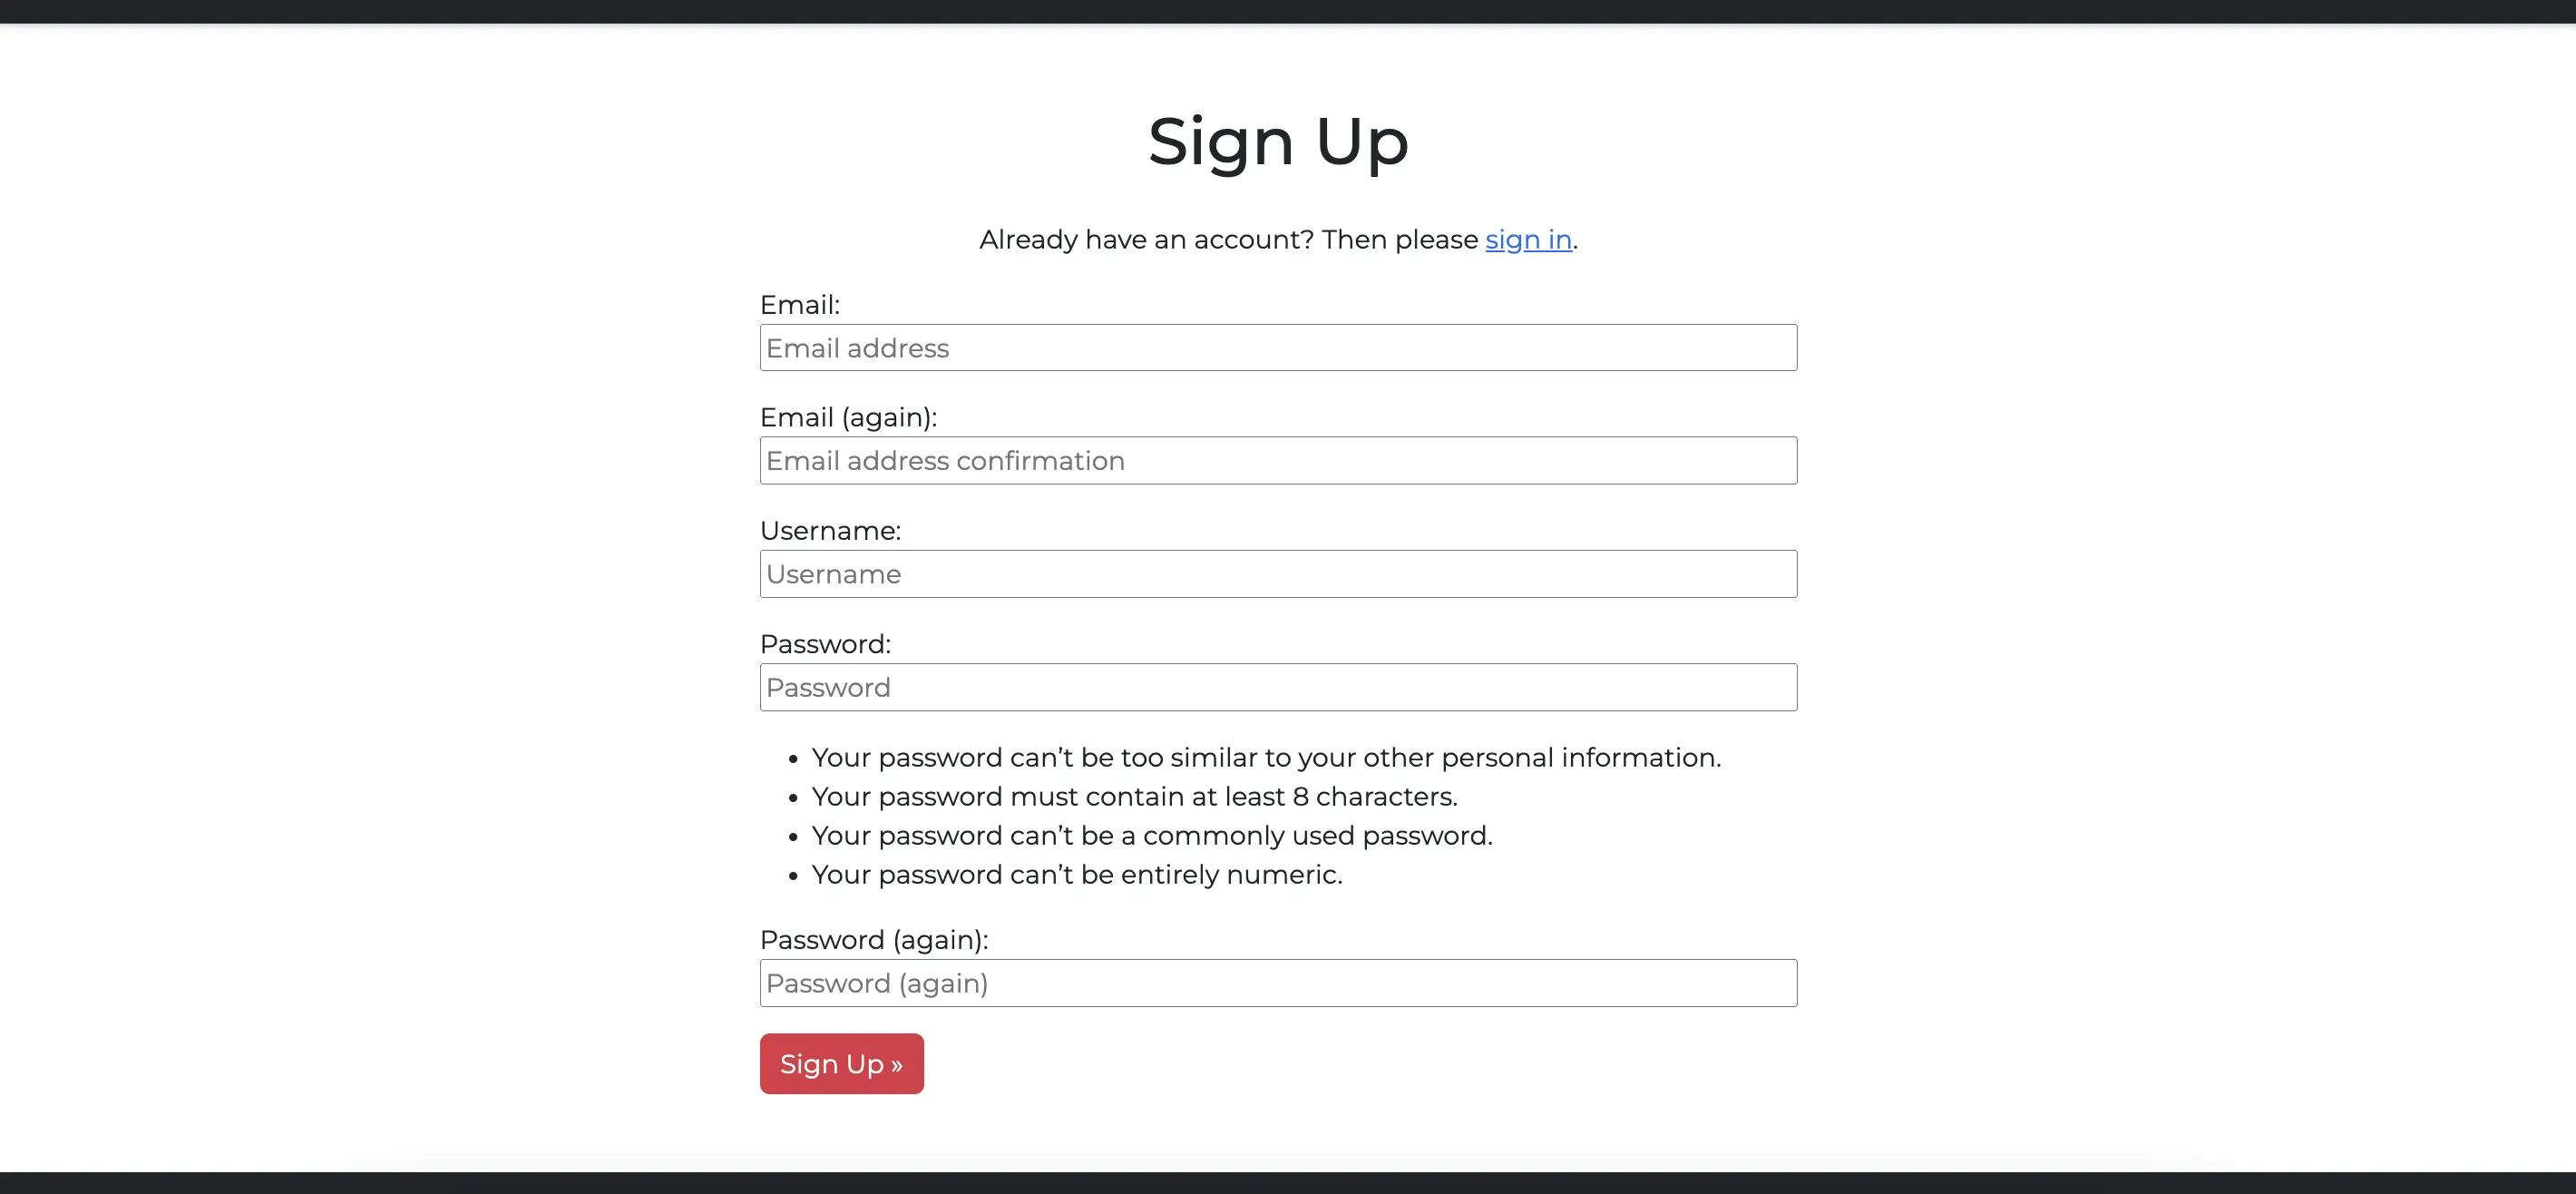 Sign Up
Already have an account? Then please sign in.
Email:
Email address
Email (again):
Email address confirmation
Username:
Username
Password:
Password
• Your password can’t be too similar to your other personal information.
• Your password must contain at least 8 characters.
• Your password can’t be a commonly used password.
• Your password can’t be entirely numeric.
Password (again):
Password (again)
Sign Up »